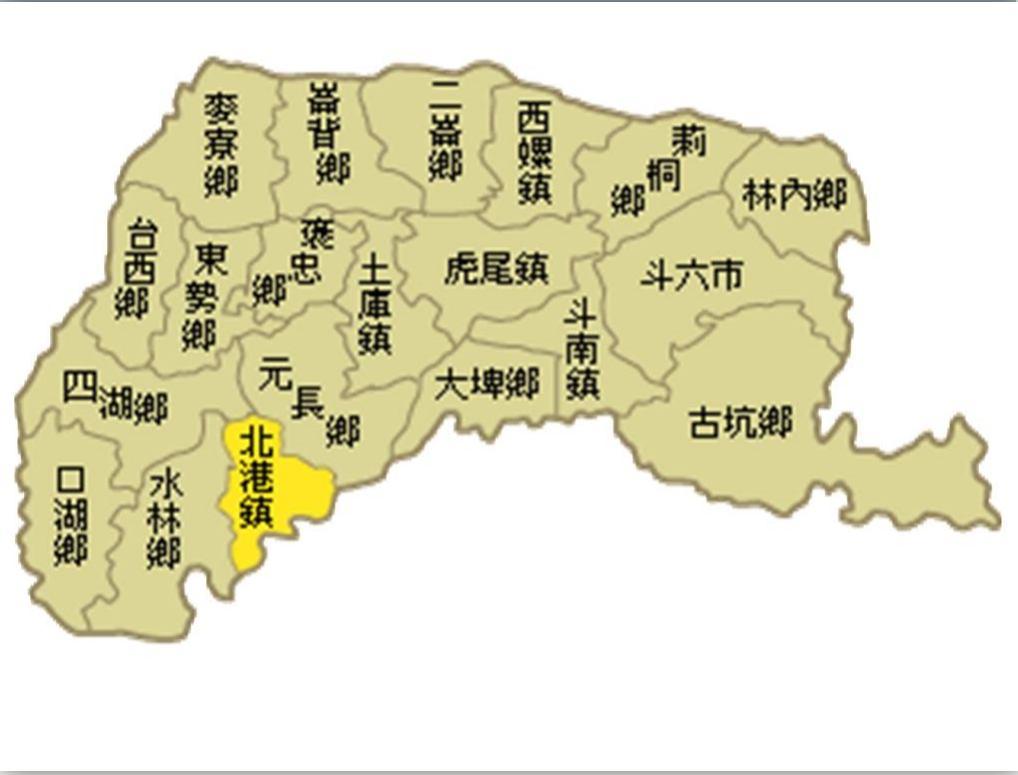 麥寮鄉
崙背鄉
二崙鄉
西螺鎮
莉桐鄉
林內鄉
台西鄉
東勢鄉
褒忠鄉
土庫鎮
虎尾鎮
斗六市
斗南鎮
大埤鄉
古坑鄉
四湖鄉
元長鄉
北港鎮
口湖鄉
水林鄉